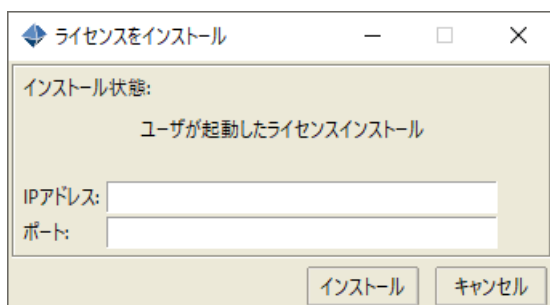 ライセンスをインストール
インストール状態:
ユーザが起動したライセンスインストール
IPアドレス:
ポート:
インストール キャンセル